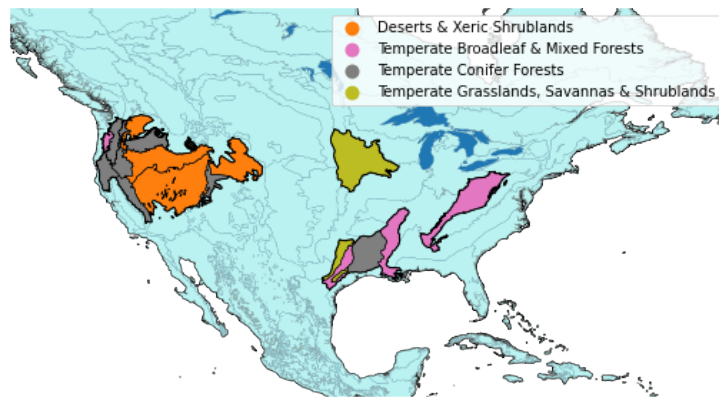 Deserts & Xeric Shrublands
Temperate Broadleaf & Mixed Forests
Temperate Conifer Forests
Temperate Grasslands, Savannas & Shrublands